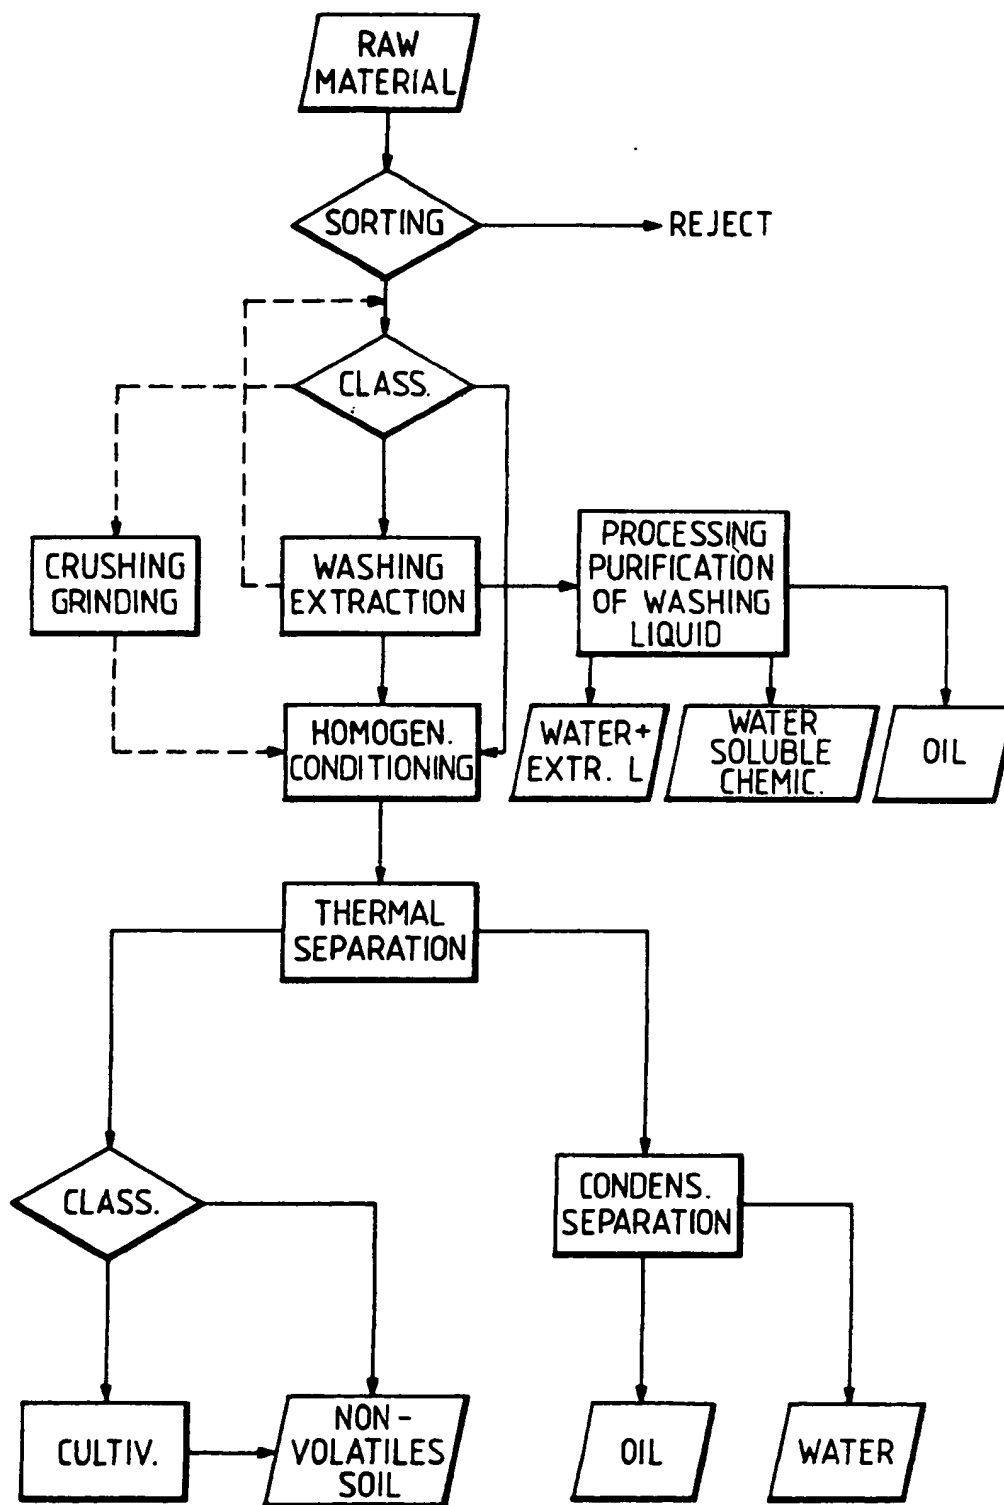 RAW
MATERIAL
SORTING
REJECT
CLASS.
CRUSHING
GRINDING
WASHING
EXTRACTION
PROCESSING
PURIFICATION
OF WASHING
LIQUID
HOMOGEN.
CONDITIONING
WATER+
EXTR. L
WATER
SOLUBLE
CHEMIC.
OIL
THERMAL
SEPARATION
CLASS.
CONDENS.
SEPARATION
CULTIV.
NON-
VOLATILES
SOIL
OIL
WATER